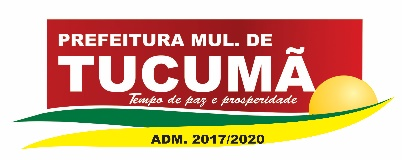 PREFEITURA MUL. DE
TUCUMÃ
Tempo de paz e prosperidade
ADM. 2017/2020